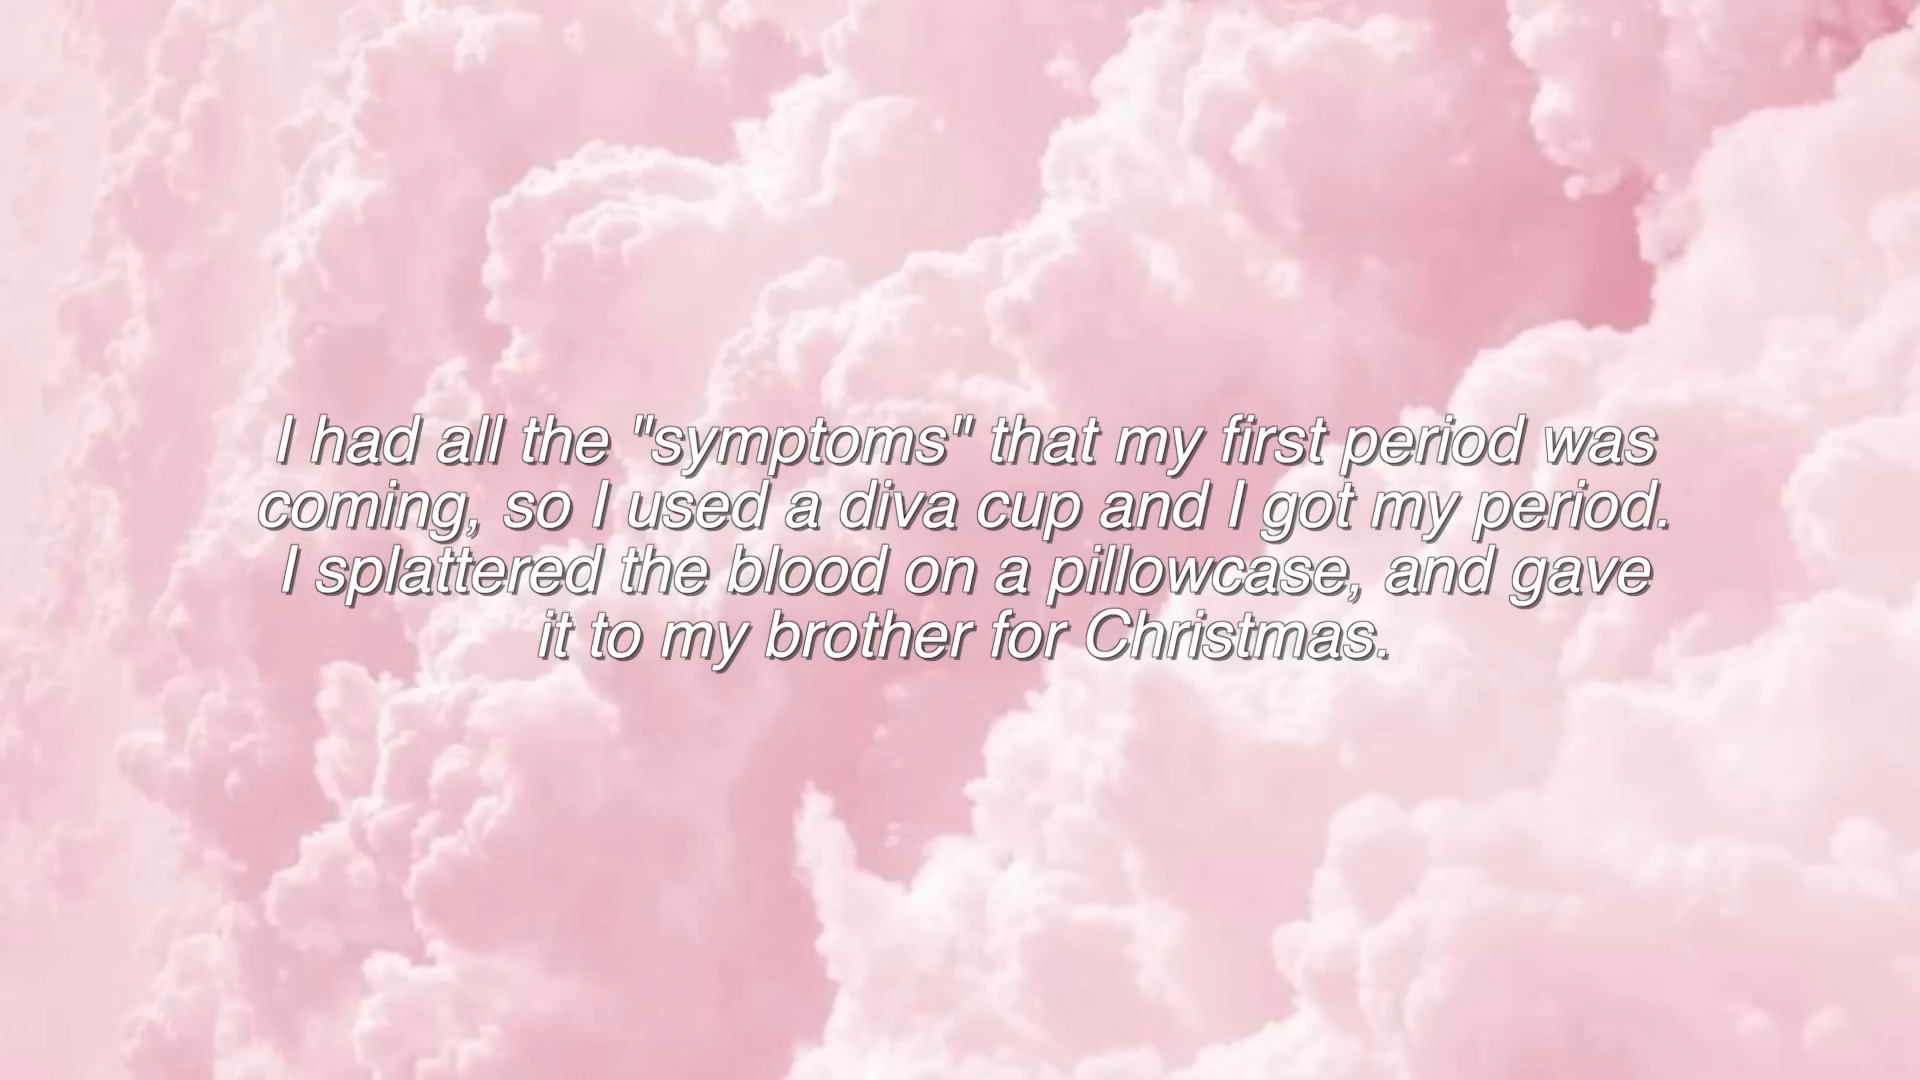 I had all the "symptoms" that my first period was
coming, so I used a diva cup and I got my period.
I splattered the blood on a pillowcase, and gave
it to my brother for Christmas.